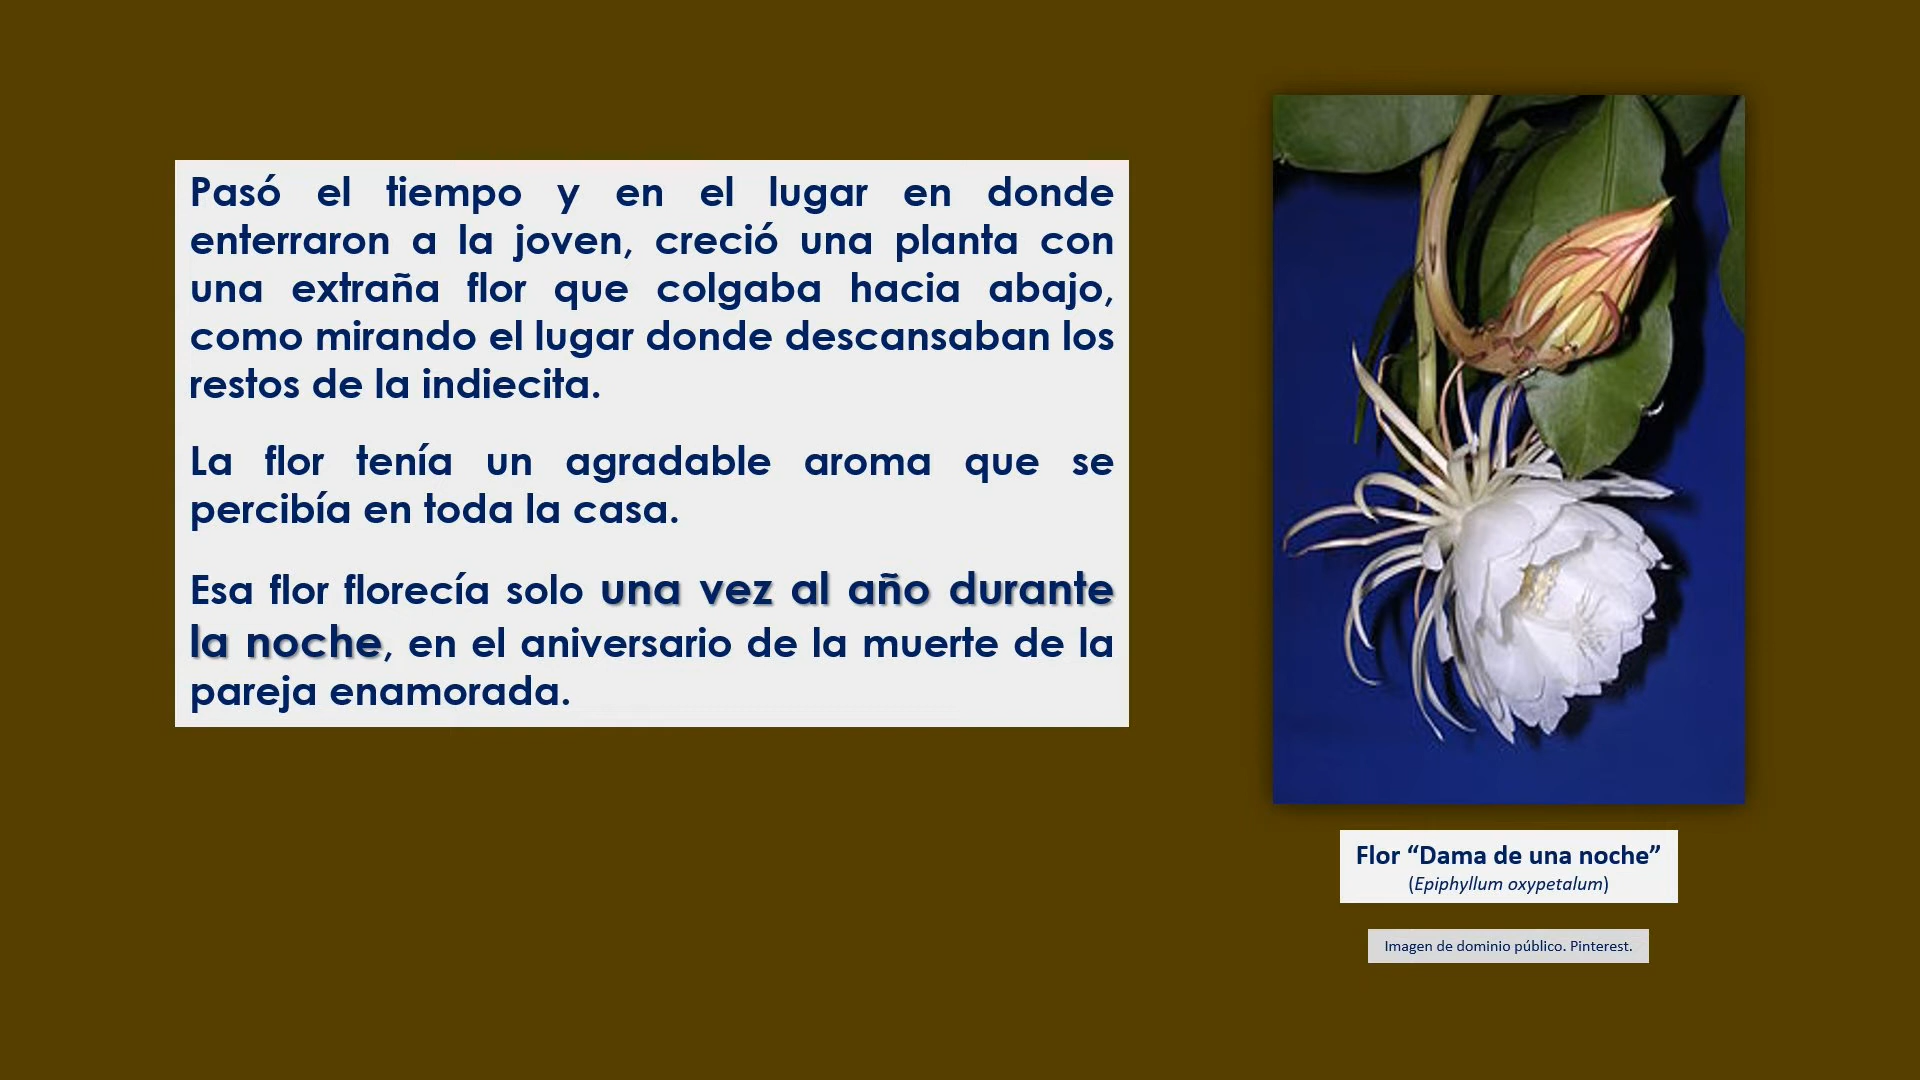 Pasó el tiempo y en el lugar en donde
enterraron a la joven, creció una planta con
una extraña flor que colgaba hacia abajo,
como mirando el lugar donde descansaban los
restos de la indiecita.
La flor tenía un agradable aroma que se
percibía en toda la casa.
Esa flor florecía solo una vez al año durante
la noche, en el aniversario de la muerte de la
pareja enamorada.
Flor “Dama de una noche”
(Epiphyllum oxypetalum)
Imagen de dominio público. Pinterest.